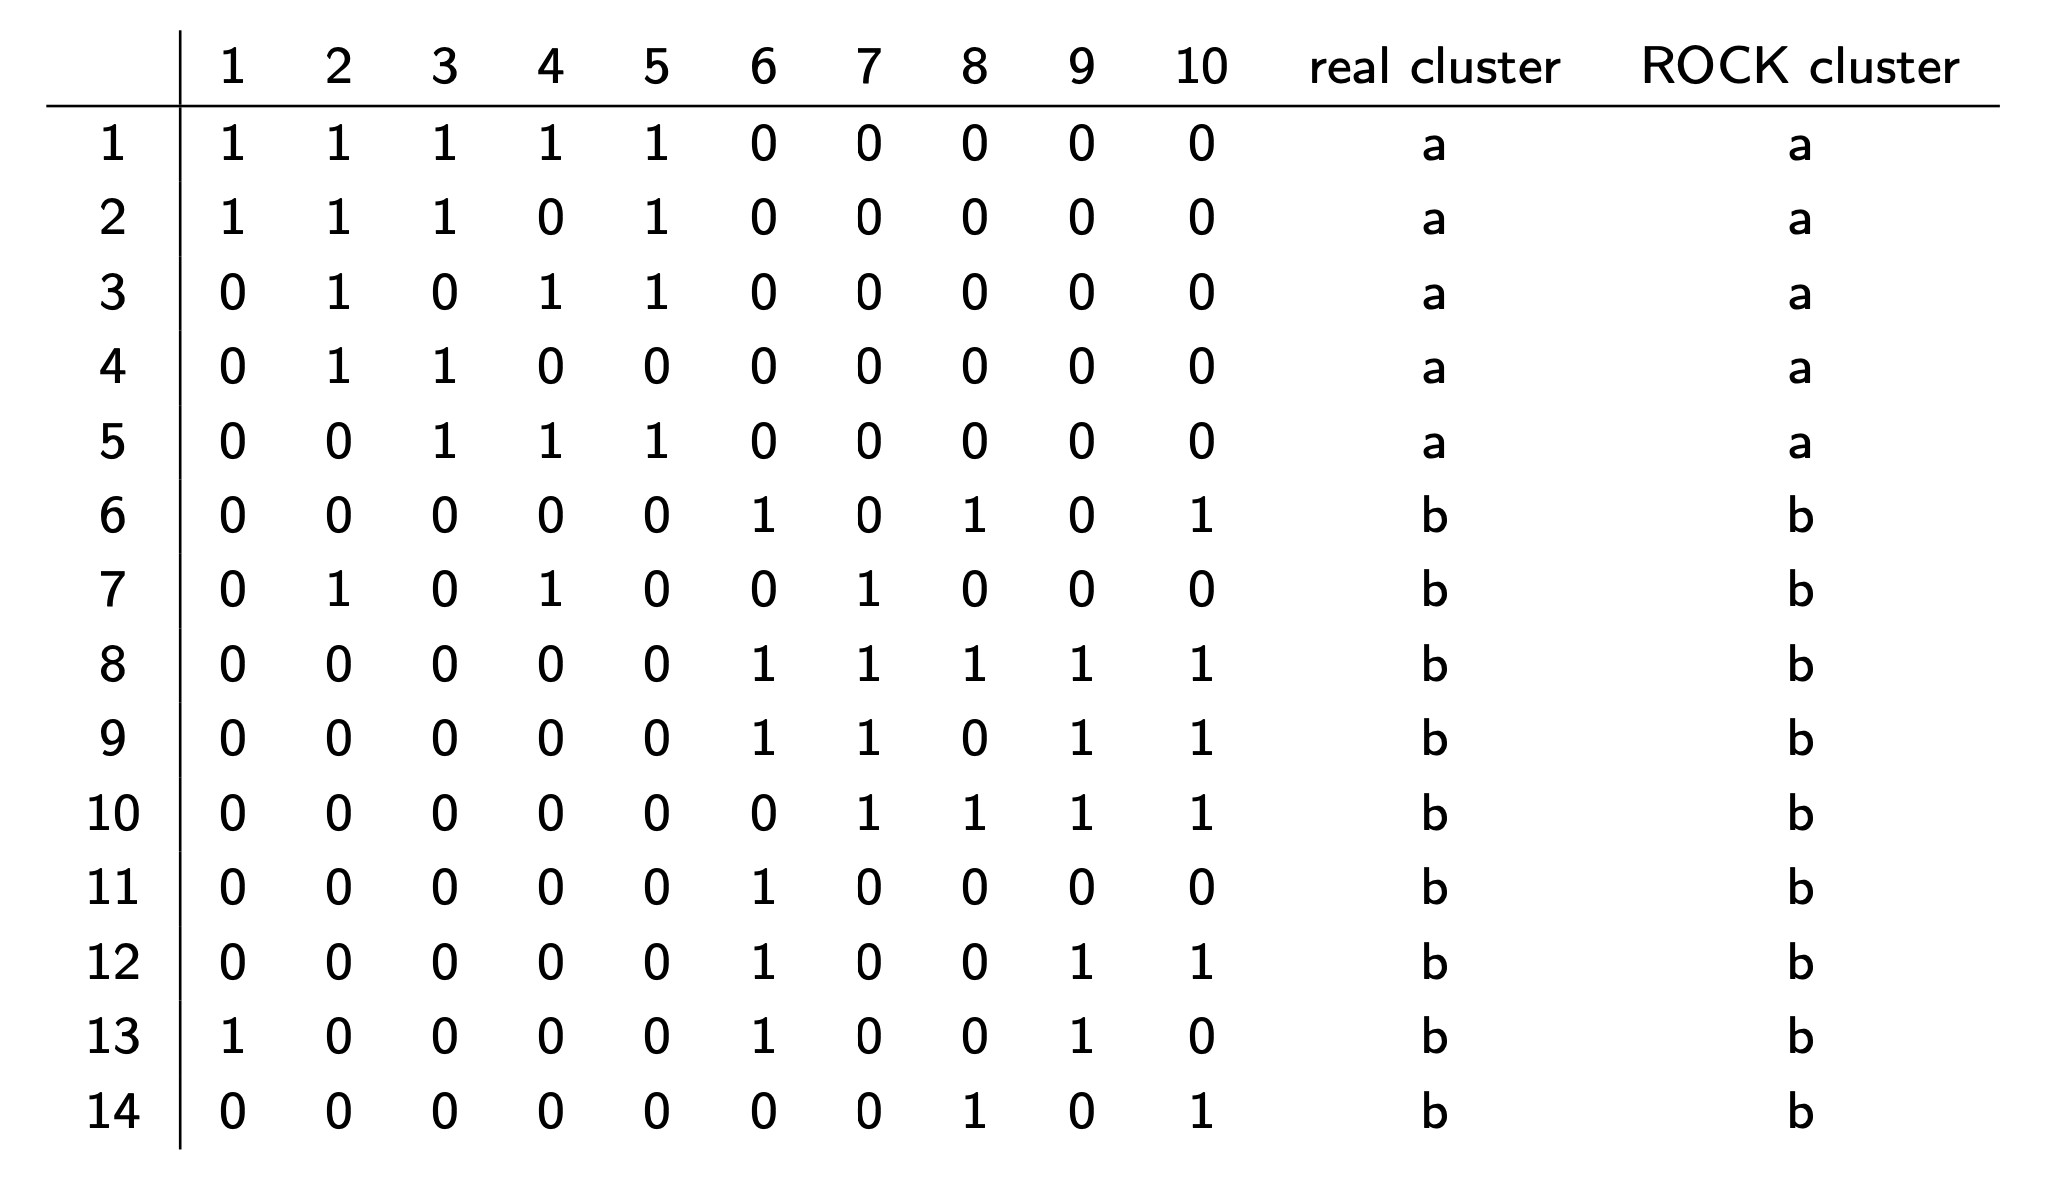 1 2 3 4 5 6 7 8 9 10 real cluster ROCK cluster
1 1 1 1 1 1 0 0 0 0 0 a a
2 1 1 1 0 1 0 0 0 0 0 a a
3 0 1 0 1 1 0 0 0 0 0 a a
4 0 1 1 0 0 0 0 0 0 0 a a
5 0 0 1 1 1 0 0 0 0 0 a a
6 0 0 0 0 0 1 0 1 0 1 b b
7 0 1 0 1 0 0 1 0 0 0 b b
8 0 0 0 0 0 1 1 1 1 1 b b
9 0 0 0 0 0 1 1 0 1 1 b b
10 0 0 0 0 0 0 1 1 1 1 b b
11 0 0 0 0 0 1 0 0 0 0 b b
12 0 0 0 0 0 1 0 0 1 1 b b
13 1 0 0 0 0 1 0 0 1 0 b b
14 0 0 0 0 0 0 0 1 0 1 b b